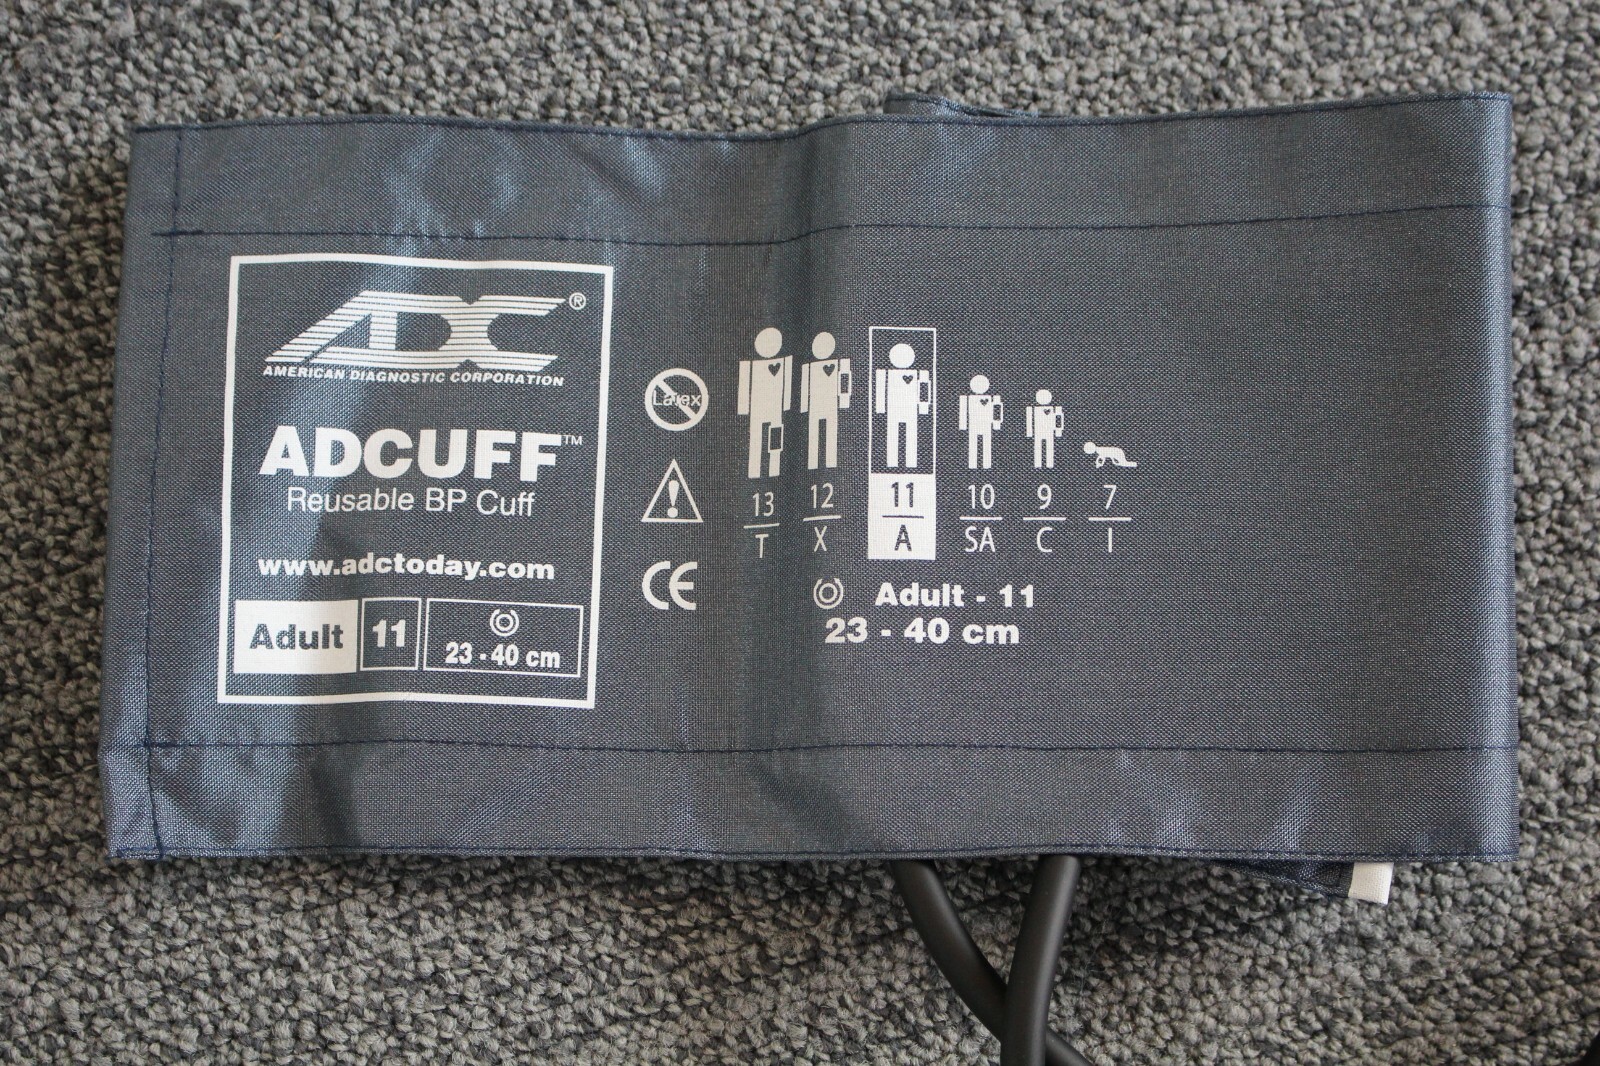 ADC®
AMERICAN DIAGNOSTIC CORPORATION
ADCUFF™
Reusable BP Cuff
www.adctoday.com
Adult 11 23 - 40 cm
Latex
CE
13 12 11 10 9 7
T X A SA C I
Adult - 11
23 - 40 cm